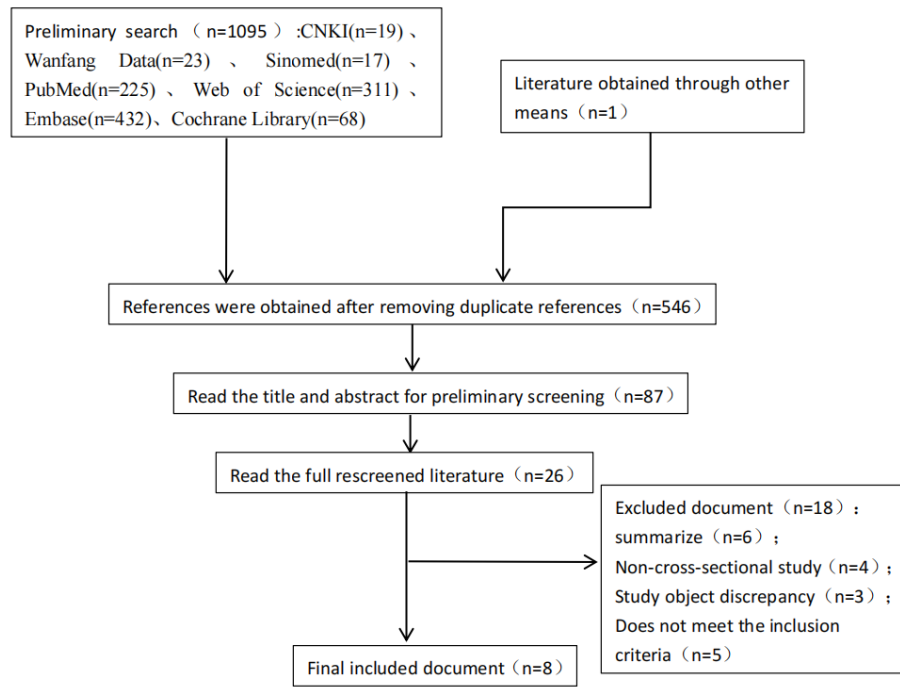 Preliminary search （n=1095）:CNKI(n=19)、
Wanfang Data(n=23) 、 Sinomed(n=17) 、
PubMed(n=225)、 Web of Science(n=311)、
Embase(n=432)、Cochrane Library(n=68)
Literature obtained through other
means（n=1）
References were obtained after removing duplicate references（n=546）
Read the title and abstract for preliminary screening（n=87）
Read the full rescreened literature（n=26）
Excluded document（n=18）：
summarize（n=6）；
Non-cross-sectional study（n=4）；
Study object discrepancy（n=3）；
Does not meet the inclusion
criteria（n=5）
Final included document（n=8）